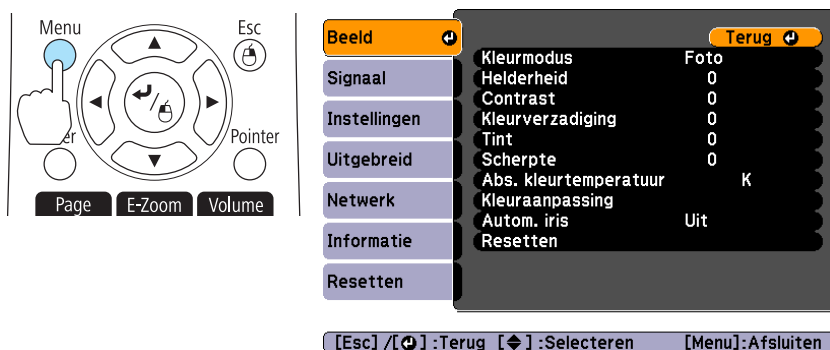 Menu
Esc
er
Pointer
Page
E-Zoom
Volume
Beeld
Signaal
Instellingen
Uitgebreid
Netwerk
Informatie
Resetten
Terug
Kleurmodus Foto
Helderheid 0
Contrast 0
Kleurverzadiging 0
Tint 0
Scherpte 0
Abs. kleurtemperatuur K
Kleuraanpassing
Autom. iris Uit
Resetten
[Esc] /[ ] :Terug [ ] :Selecteren [Menu]:Afsluiten